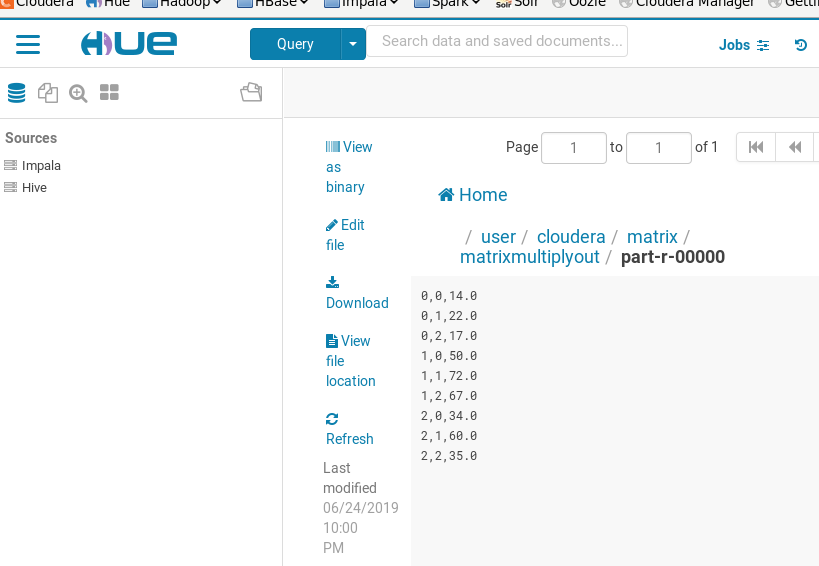 Cloudera Hue Hadoop HBase Impala Spark Solr Oozie Cloudera Manager
HUE Query Search data and saved documents... Jobs
Sources
Impala
Hive
View
as
binary
Edit
file
Download
View
file
location
Refresh
Last
modified
06/24/2019
10:00
PM
Page 1 to 1 of 1
Home
/ user / cloudera / matrix /
matrixmultiplyout / part-r-00000
0,0,14.0
0,1,22.0
0,2,17.0
1,0,50.0
1,1,72.0
1,2,67.0
2,0,34.0
2,1,60.0
2,2,35.0